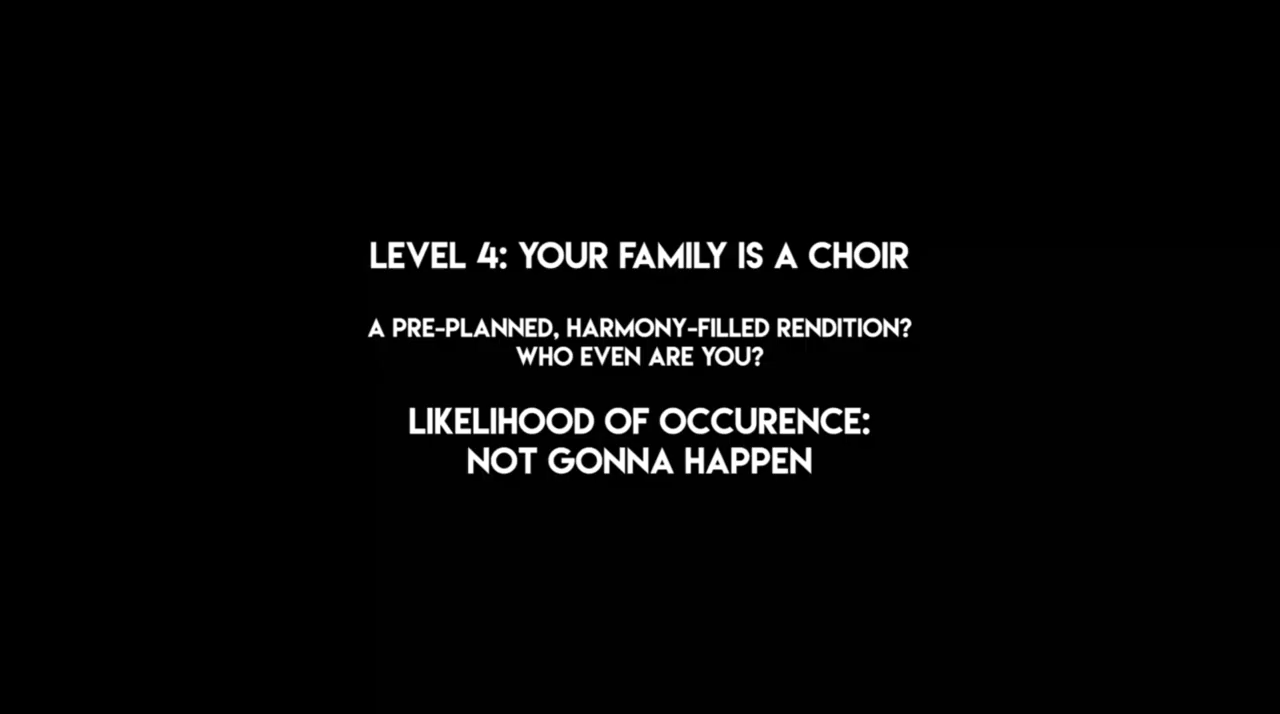 LEVEL 4: YOUR FAMILY IS A CHOIR
A PRE-PLANNED, HARMONY-FILLED RENDITION?
WHO EVEN ARE YOU?
LIKELIHOOD OF OCCURENCE:
NOT GONNA HAPPEN